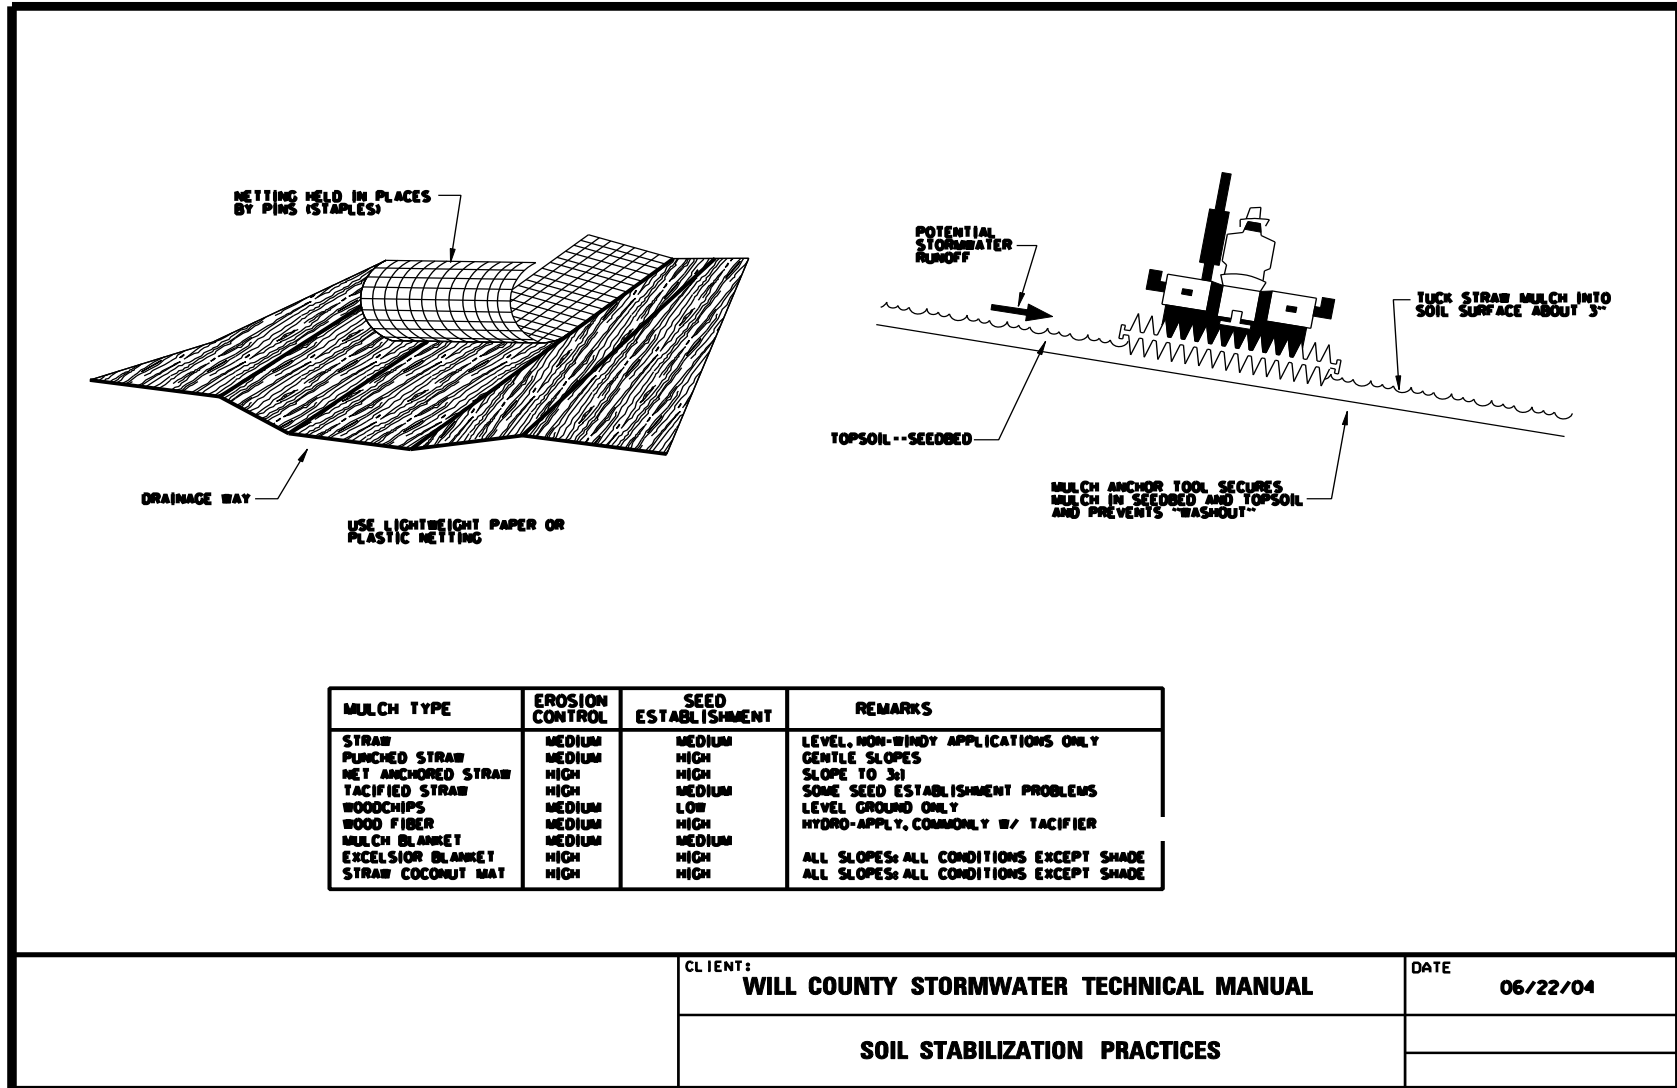 NETTING HELD IN PLACES
BY PINS (STAPLES)
DRAINAGE WAY
USE LIGHTWEIGHT PAPER OR
PLASTIC NETTING
POTENTIAL
STORMWATER
RUNOFF
TUCK STRAW MULCH INTO
SOIL SURFACE ABOUT 3"
TOPSOIL--SEEDBED
MULCH ANCHOR TOOL SECURES
MULCH IN SEEDBED AND TOPSOIL
AND PREVENTS "WASHOUT"
MULCH TYPE EROSION CONTROL SEED ESTABLISHMENT REMARKS
STRAW MEDIUM MEDIUM LEVEL, NON-WINDY APPLICATIONS ONLY
PUNCHED STRAW MEDIUM HIGH GENTLE SLOPES
NET ANCHORED STRAW HIGH HIGH SLOPE TO 3:1
TACIFIED STRAW HIGH MEDIUM SOME SEED ESTABLISHMENT PROBLEMS
WOODCHIPS MEDIUM LOW LEVEL GROUND ONLY
WOOD FIBER MEDIUM HIGH HYDRO-APPLY, COMMONLY W/ TACIFIER
MULCH BLANKET MEDIUM MEDIUM
EXCELSIOR BLANKET HIGH HIGH ALL SLOPES: ALL CONDITIONS EXCEPT SHADE
STRAW COCONUT MAT HIGH HIGH ALL SLOPES: ALL CONDITIONS EXCEPT SHADE
CLIENT:
WILL COUNTY STORMWATER TECHNICAL MANUAL
DATE
06/22/04
SOIL STABILIZATION PRACTICES